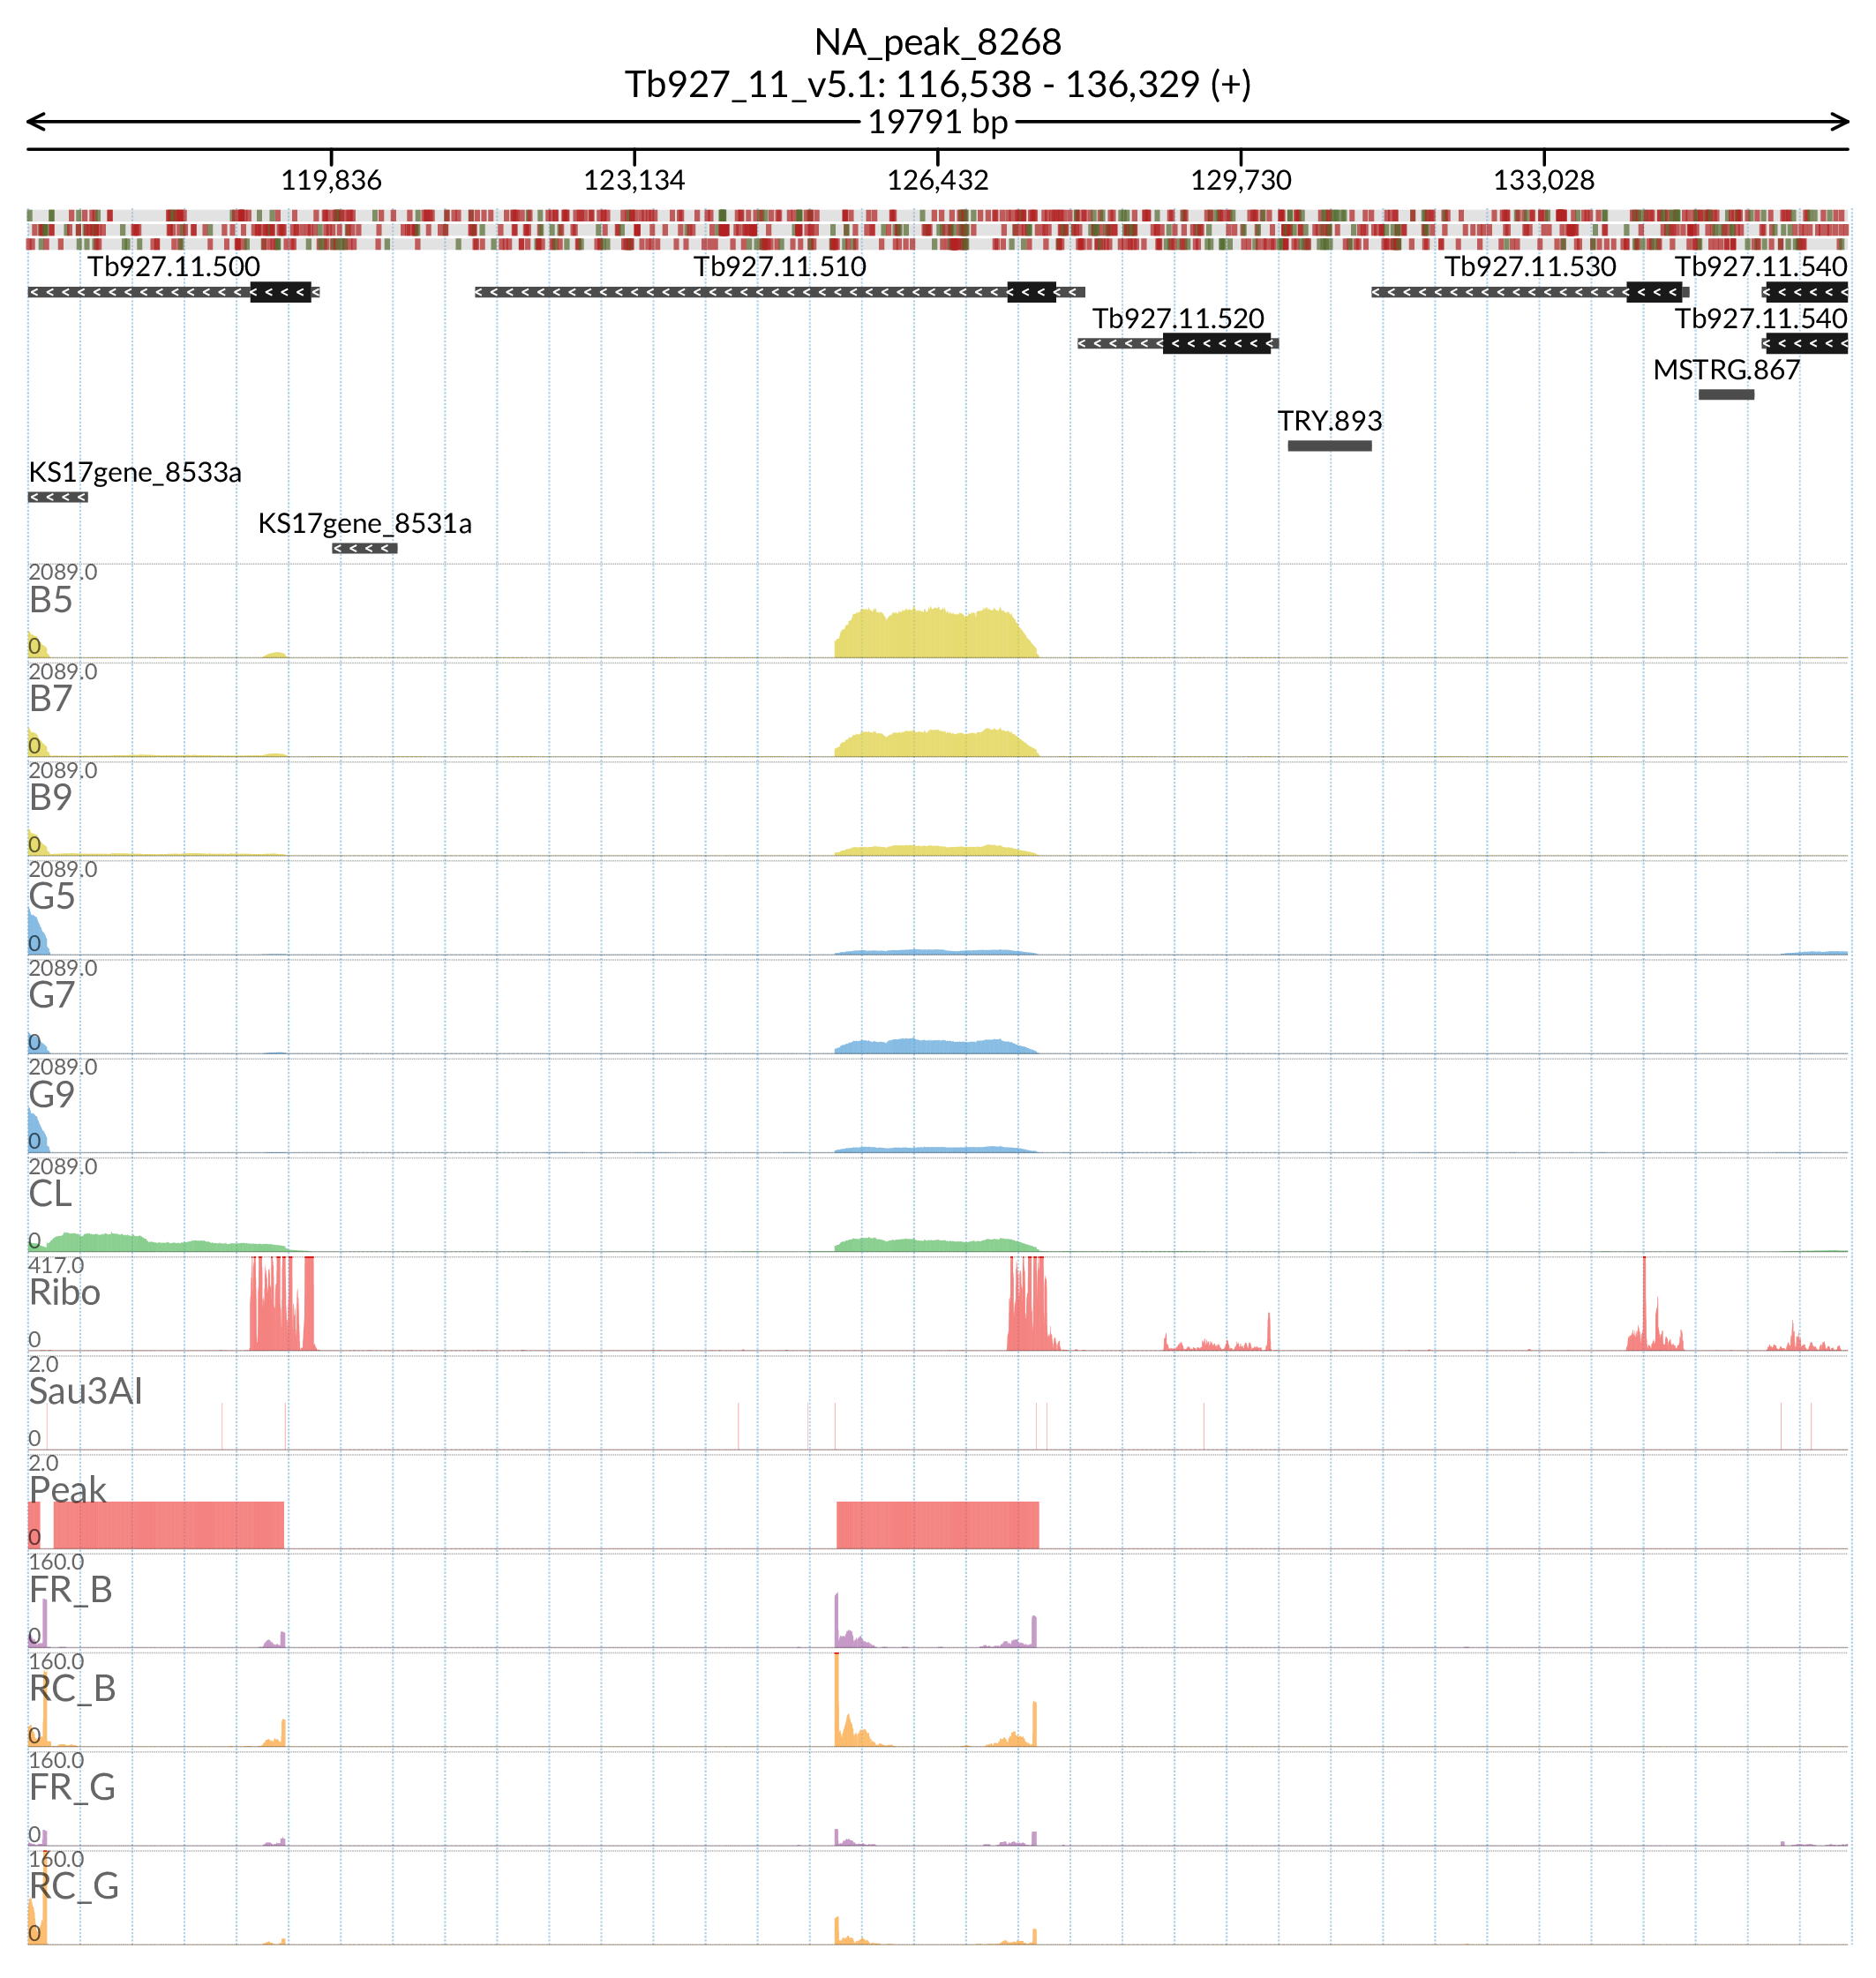 NA_peak_8268
Tb927_11_v5.1: 116,538 - 136,329 (+)
19791 bp
119,836 123,134 126,432 129,730 133,028
Tb927.11.500 Tb927.11.510 Tb927.11.530 Tb927.11.540
Tb927.11.520 Tb927.11.540
MSTRG.867
TRY.893
KS17gene_8533a
KS17gene_8531a
2089.0
B5
0
2089.0
B7
0
2089.0
B9
0
2089.0
G5
0
2089.0
G7
0
2089.0
G9
0
2089.0
CL
0
417.0
Ribo
0
2.0
Sau3AI
0
2.0
Peak
0
160.0
FR_B
0
160.0
RC_B
0
160.0
FR_G
0
160.0
RC_G
0